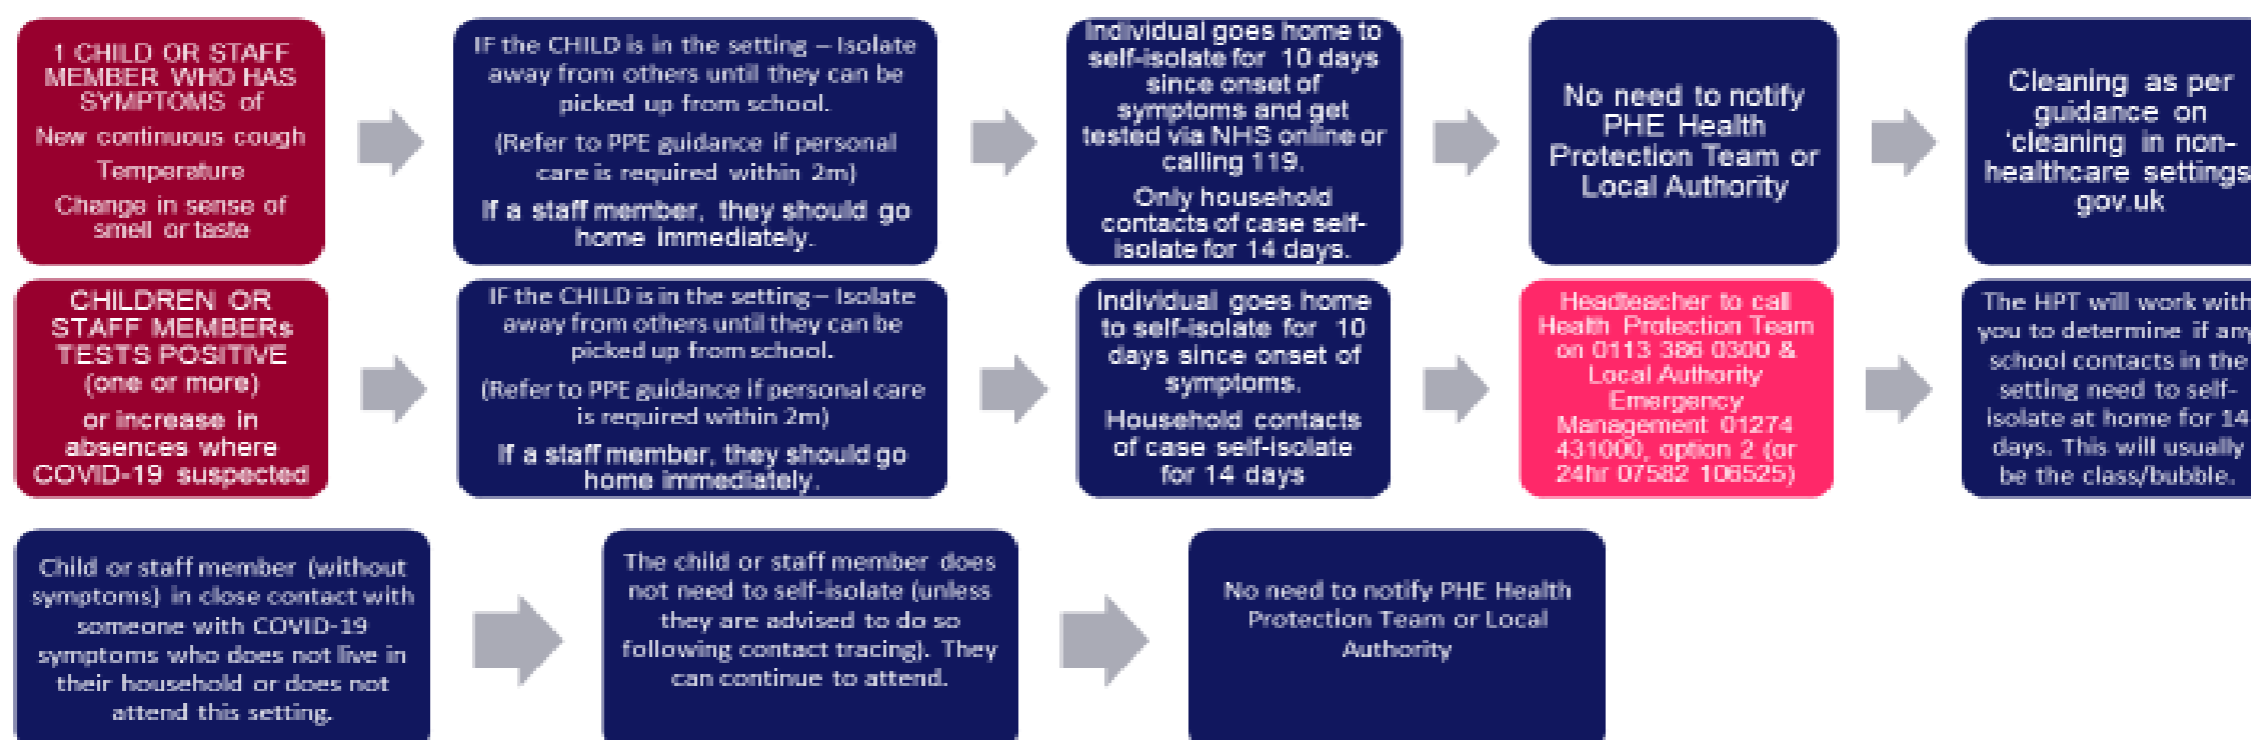 1 CHILD OR STAFF
MEMBER WHO HAS
SYMPTOMS of
New continuous cough
Temperature
Change in sense of
smell or taste
IF the CHILD is in the setting – Isolate
away from others until they can be
picked up from school.
(Refer to PPE guidance if personal
care is required within 2m)
If a staff member, they should go
home immediately.
Individual goes home to
self-isolate for 10 days
since onset of
symptoms and get
tested via NHS online or
calling 119.
Only household
contacts of case self-
isolate for 14 days.
No need to notify
PHE Health
Protection Team or
Local Authority
Cleaning as per
guidance on
‘cleaning in non-
healthcare settings
gov.uk
CHILDREN OR
STAFF MEMBERs
TESTS POSITIVE
(one or more)
or increase in
absences where
COVID-19 suspected
IF the CHILD is in the setting – Isolate
away from others until they can be
picked up from school.
(Refer to PPE guidance if personal care
is required within 2m)
If a staff member, they should go
home immediately.
Individual goes home
to self-isolate for 10
days since onset of
symptoms.
Household contacts
of case self-isolate
for 14 days
Headteacher to call
Health Protection Team
on 0113 386 0300 &
Local Authority
Emergency
Management 01274
431000, option 2 (or
24hr 07582 106525)
The HPT will work with
you to determine if any
school contacts in the
setting need to self-
isolate at home for 14
days. This will usually
be the class/bubble.
Child or staff member (without
symptoms) in close contact with
someone with COVID-19
symptoms who does not live in
their household or does not
attend this setting.
The child or staff member does
not need to self-isolate (unless
they are advised to do so
following contact tracing). They
can continue to attend.
No need to notify PHE Health
Protection Team or Local
Authority